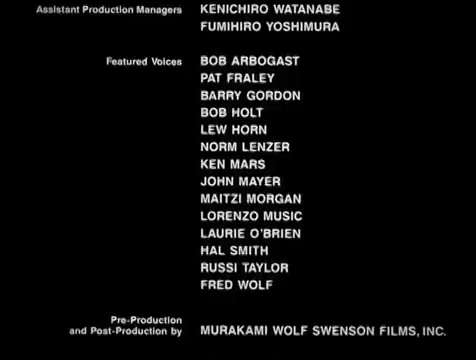 Assistant Production Managers KENICHIRO WATANABE
FUMIHIRO YOSHIMURA
Featured Voices BOB ARBOGAST
PAT FRALEY
BARRY GORDON
BOB HOLT
LEW HORN
NORM LENZER
KEN MARS
JOHN MAYER
MAITZI MORGAN
LORENZO MUSIC
LAURIE O'BRIEN
HAL SMITH
RUSSI TAYLOR
FRED WOLF
Pre-Production
and Post-Production by MURAKAMI WOLF SWENSON FILMS, INC.